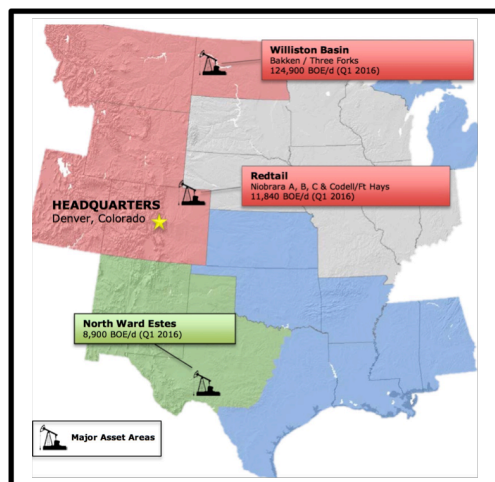 Williston Basin
Bakken / Three Forks
124,900 BOE/d (Q1 2016)
Redtail
Niobrara A, B, C & Codell/Ft Hays
11,840 BOE/d (Q1 2016)
HEADQUARTERS
Denver, Colorado
North Ward Estes
8,900 BOE/d (Q1 2016)
Major Asset Areas